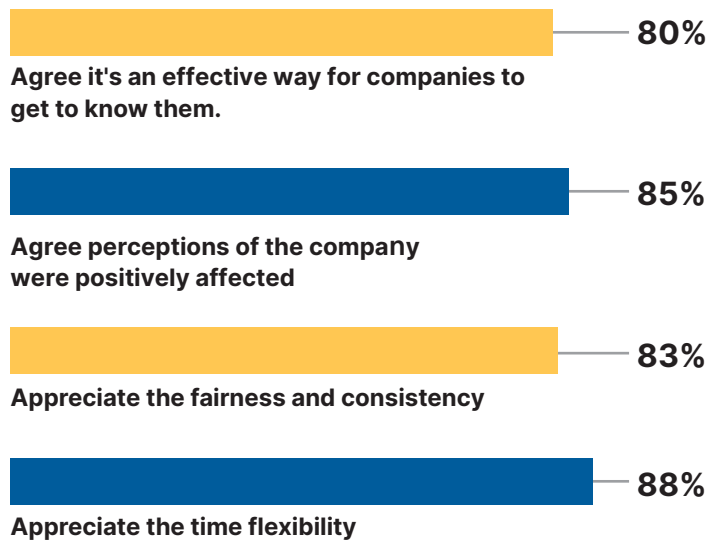 80%
Agree it's an effective way for companies to
get to know them.
85%
Agree perceptions of the company
were positively affected
83%
Appreciate the fairness and consistency
88%
Appreciate the time flexibility